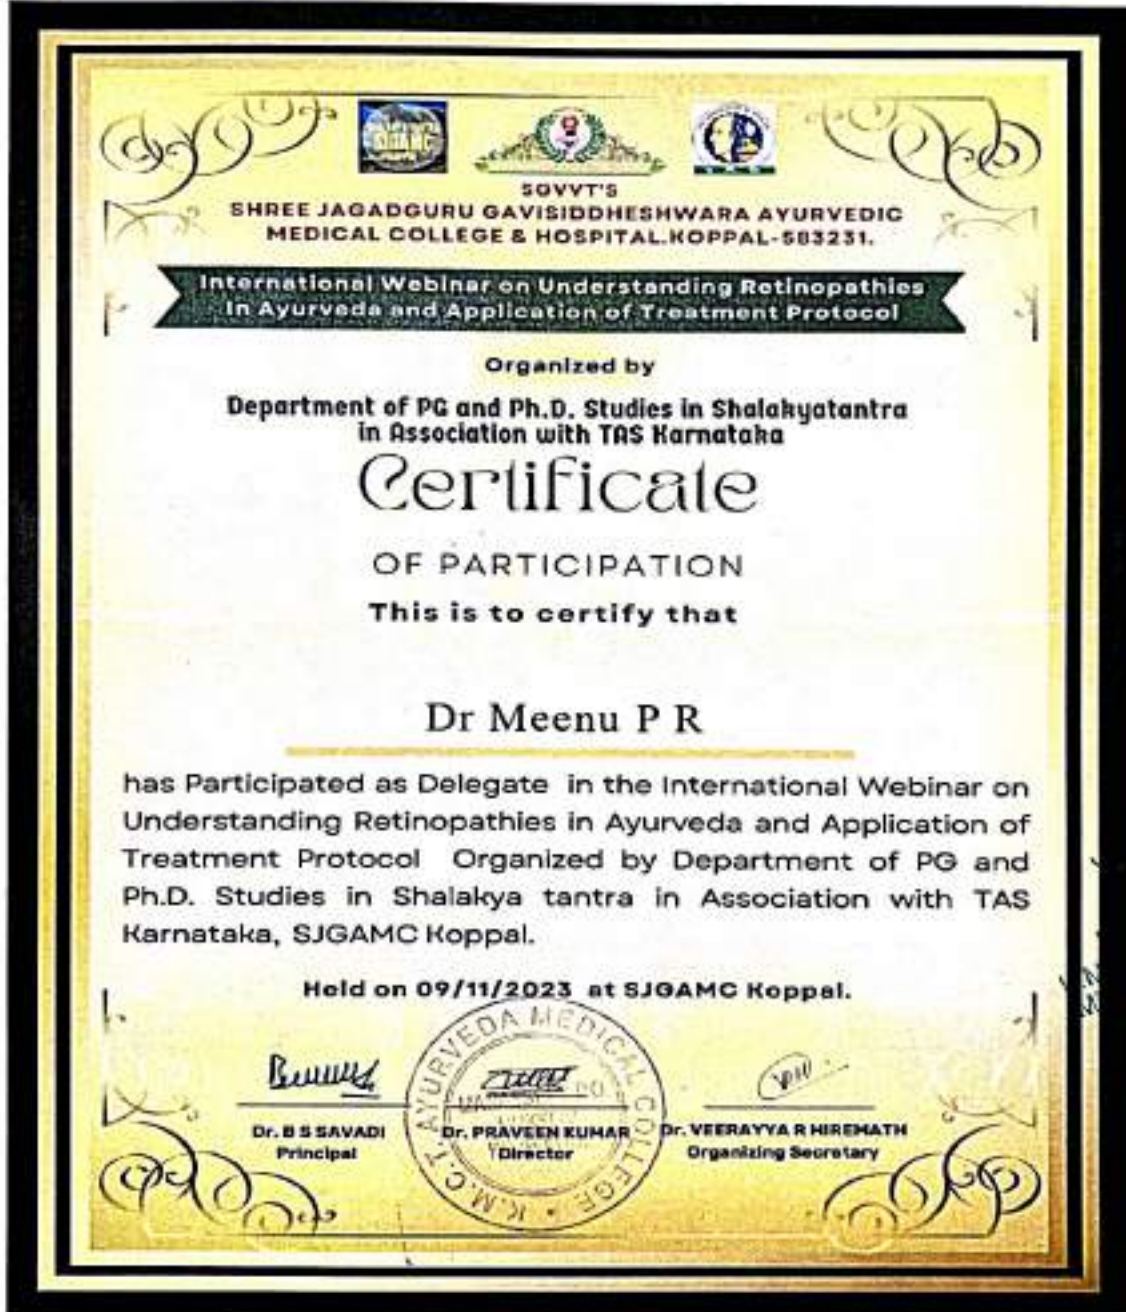 SJGAMC
SGVVT'S
SHREE JAGADGURU GAVISIDDHESHWARA AYURVEDIC
MEDICAL COLLEGE & HOSPITAL.KOPPAL-583231.
International Webinar on Understanding Retinopathies
In Ayurveda and Application of Treatment Protocol
Organized by
Department of PG and Ph.D. Studies in Shalakyatantra
in Association with TAS Karnataka
Certificate
OF PARTICIPATION
This is to certify that
Dr Meenu P R
has Participated as Delegate in the International Webinar on
Understanding Retinopathies in Ayurveda and Application of
Treatment Protocol Organized by Department of PG and
Ph.D. Studies in Shalakya tantra in Association with TAS
Karnataka, SJGAMC Koppal.
Held on 09/11/2023 at SJGAMC Koppal.
K.M.C.T. AYURVEDA MEDICAL COLLEGE
Dr. B S SAVADI
Principal
Dr. PRAVEEN KUMAR
Director
Dr. VEERAYYA R HIREMATH
Organizing Secretary